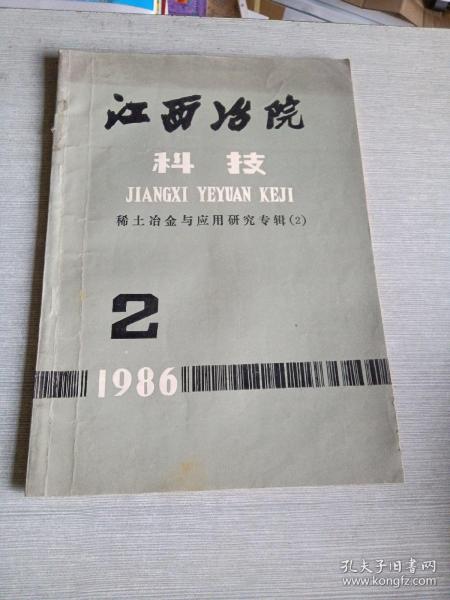 江西冶院
科技
JIANGXI YEYUAN KEJI
稀土冶金与应用研究专辑(2)
2
1986
孔夫子旧书网
www.kongfz.com